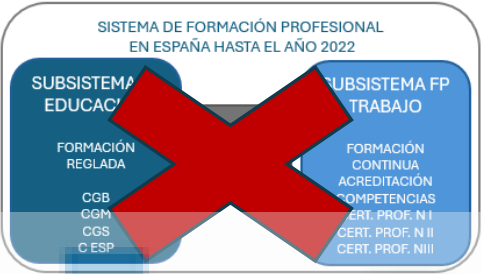 SISTEMA DE FORMACIÓN PROFESIONAL
EN ESPAÑA HASTA EL AÑO 2022
SUBSISTEMA
FORMACIÓN
REGLADA
CGB
CGM
CGS
C ESP
SUBSISTEMA FP
TRABAJO
FORMACIÓN
CONTINUA
ACREDITACIÓN
COMPETENCIAS
CERT. PROF. N I
CERT. PROF. N II
CERT. PROF. NIII